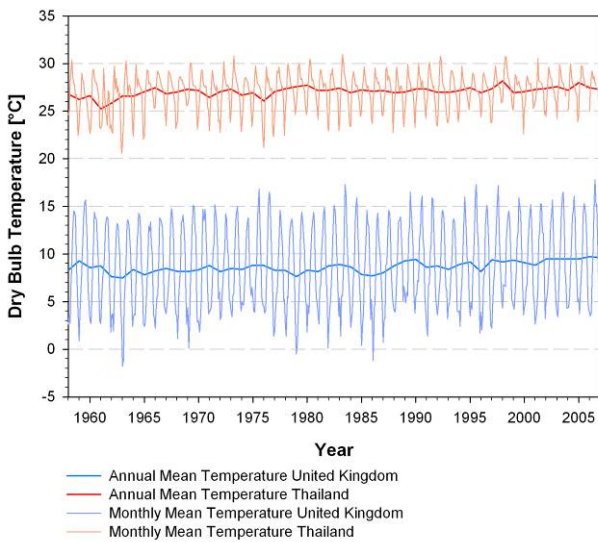 35
30
25
20
15
10
5
0
-5
Dry Bulb Temperature [°C]
1960 1965 1970 1975 1980 1985 1990 1995 2000 2005
Year
Annual Mean Temperature United Kingdom
Annual Mean Temperature Thailand
Monthly Mean Temperature United Kingdom
Monthly Mean Temperature Thailand